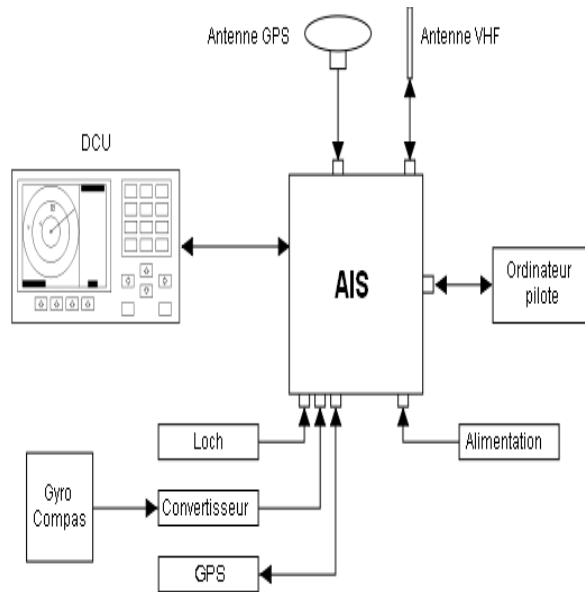 Antenne GPS
Antenne VHF
DCU
AIS
Ordinateur
pilote
Loch
Alimentation
Gyro
Compas
Convertisseur
GPS